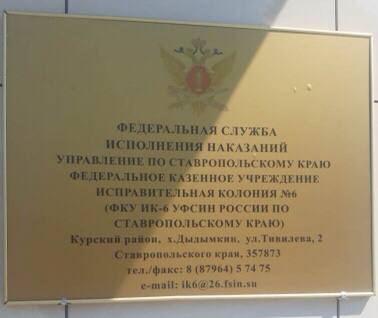 ФЕДЕРАЛЬНАЯ СЛУЖБА
ИСПОЛНЕНИЯ НАКАЗАНИЙ
УПРАВЛЕНИЕ ПО СТАВРОПОЛЬСКОМУ КРАЮ
ФЕДЕРАЛЬНОЕ КАЗЕННОЕ УЧРЕЖДЕНИЕ
ИСПРАВИТЕЛЬНАЯ КОЛОНИЯ №6
(ФКУ ИК-6 УФСИН РОССИИ ПО
СТАВРОПОЛЬСКОМУ КРАЮ)
Курский район, х.Дыдымкин, ул.Тивилева, 2
Ставропольского края, 357873
тел./факс: 8 (87964) 5 74 75
e-mail: ik6@26.fsin.su